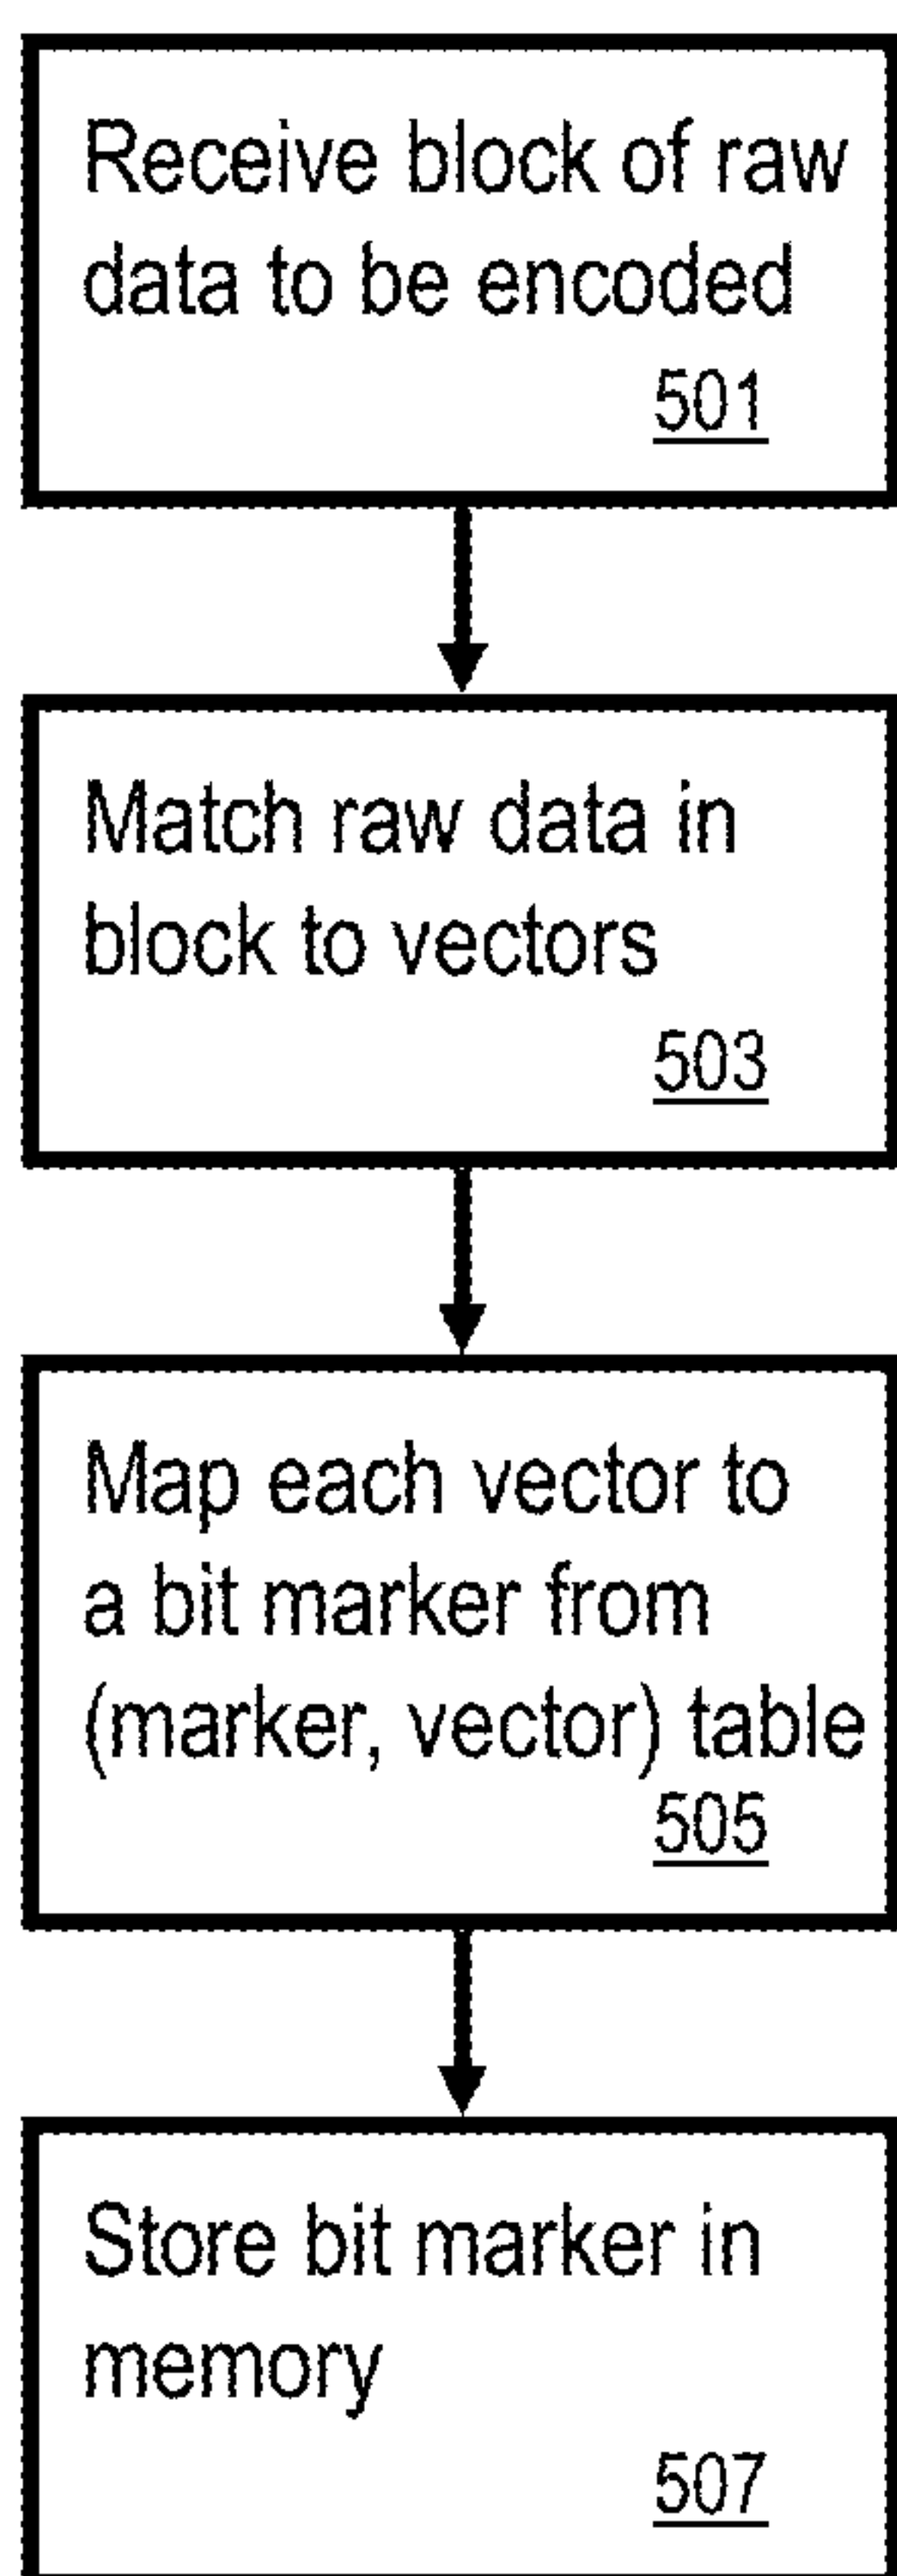 Receive block of raw
data to be encoded
501
Match raw data in
block to vectors
503
Map each vector to
a bit marker from
(marker, vector) table
505
Store bit marker in
memory
507